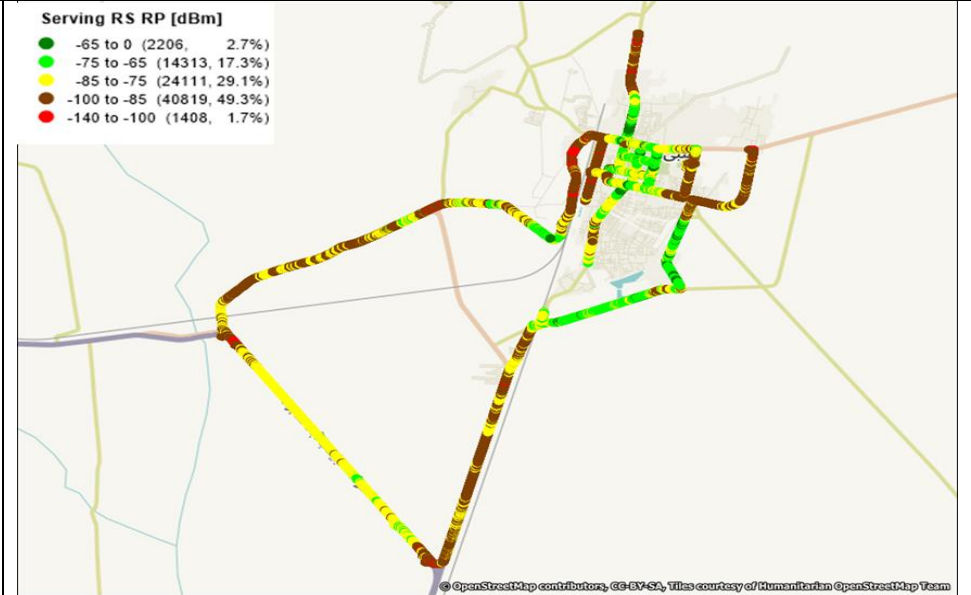 Serving RS RP [dBm]
-65 to 0 (2206, 2.7%)
-75 to -65 (14313, 17.3%)
-85 to -75 (24111, 29.1%)
-100 to -85 (40819, 49.3%)
-140 to -100 (1408, 1.7%)
© OpenStreetMap contributors, CC-BY-SA, Tiles courtesy of Humanitarian OpenStreetMap Team